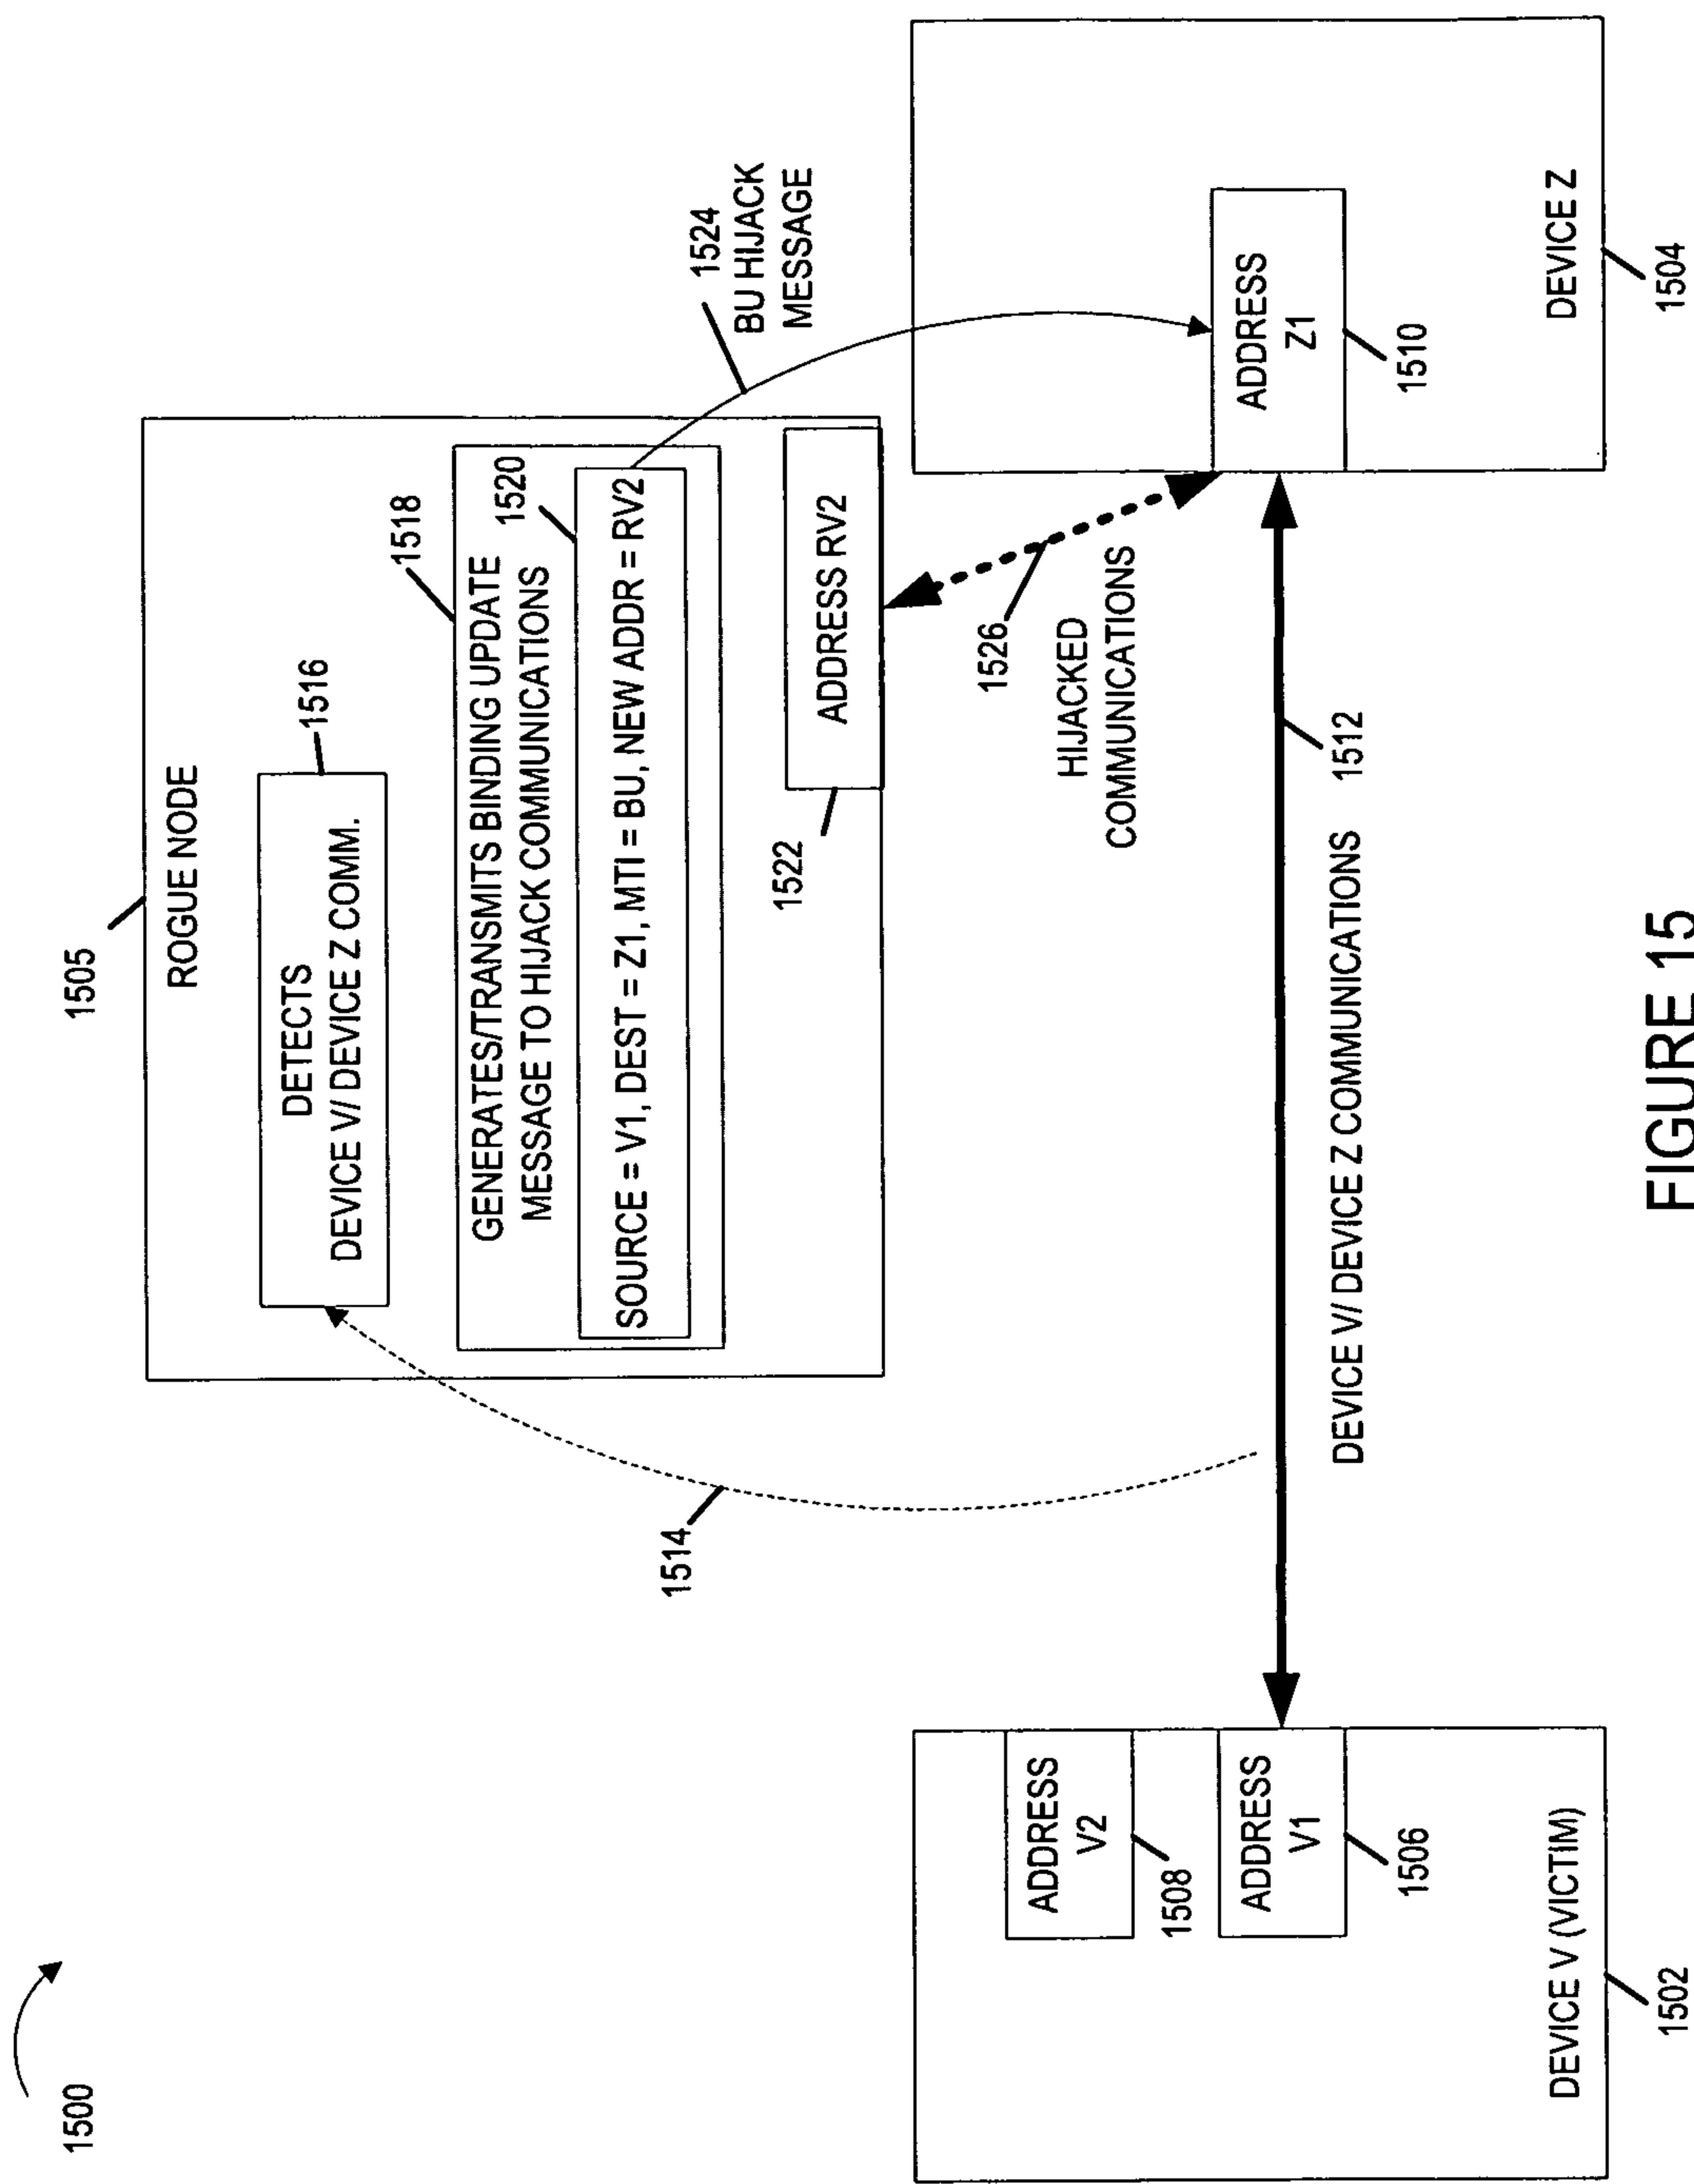 1500
1505
ROGUE NODE
DETECTS
DEVICE V/ DEVICE Z COMM.
1516
GENERATES/TRANSMITS BINDING UPDATE
MESSAGE TO HIJACK COMMUNICATIONS
1518
1520
SOURCE = V1, DEST = Z1, MTI = BU, NEW ADDR = RV2
1514
1524
BU HIJACK
MESSAGE
ADDRESS RV2
1522
1526
HIJACKED
COMMUNICATIONS
ADDRESS
V2
1508
ADDRESS
V1
1506
DEVICE V (VICTIM)
1502
1512
DEVICE V/ DEVICE Z COMMUNICATIONS
ADDRESS
Z1
1510
DEVICE Z
1504
FIGURE 15